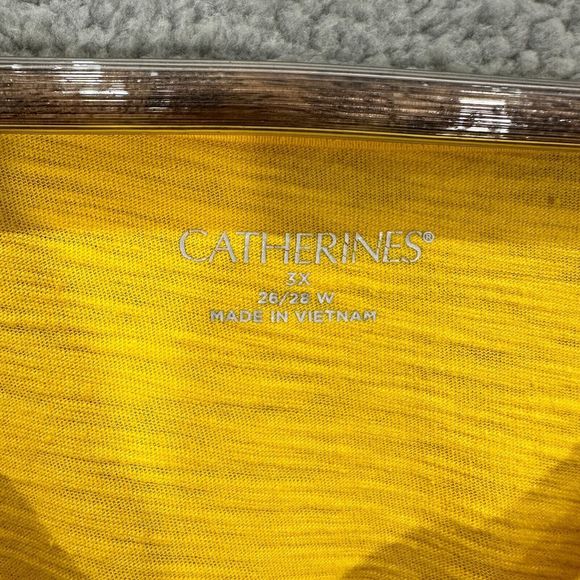 CATHERINES®
3X
26/28 W
MADE IN VIETNAM